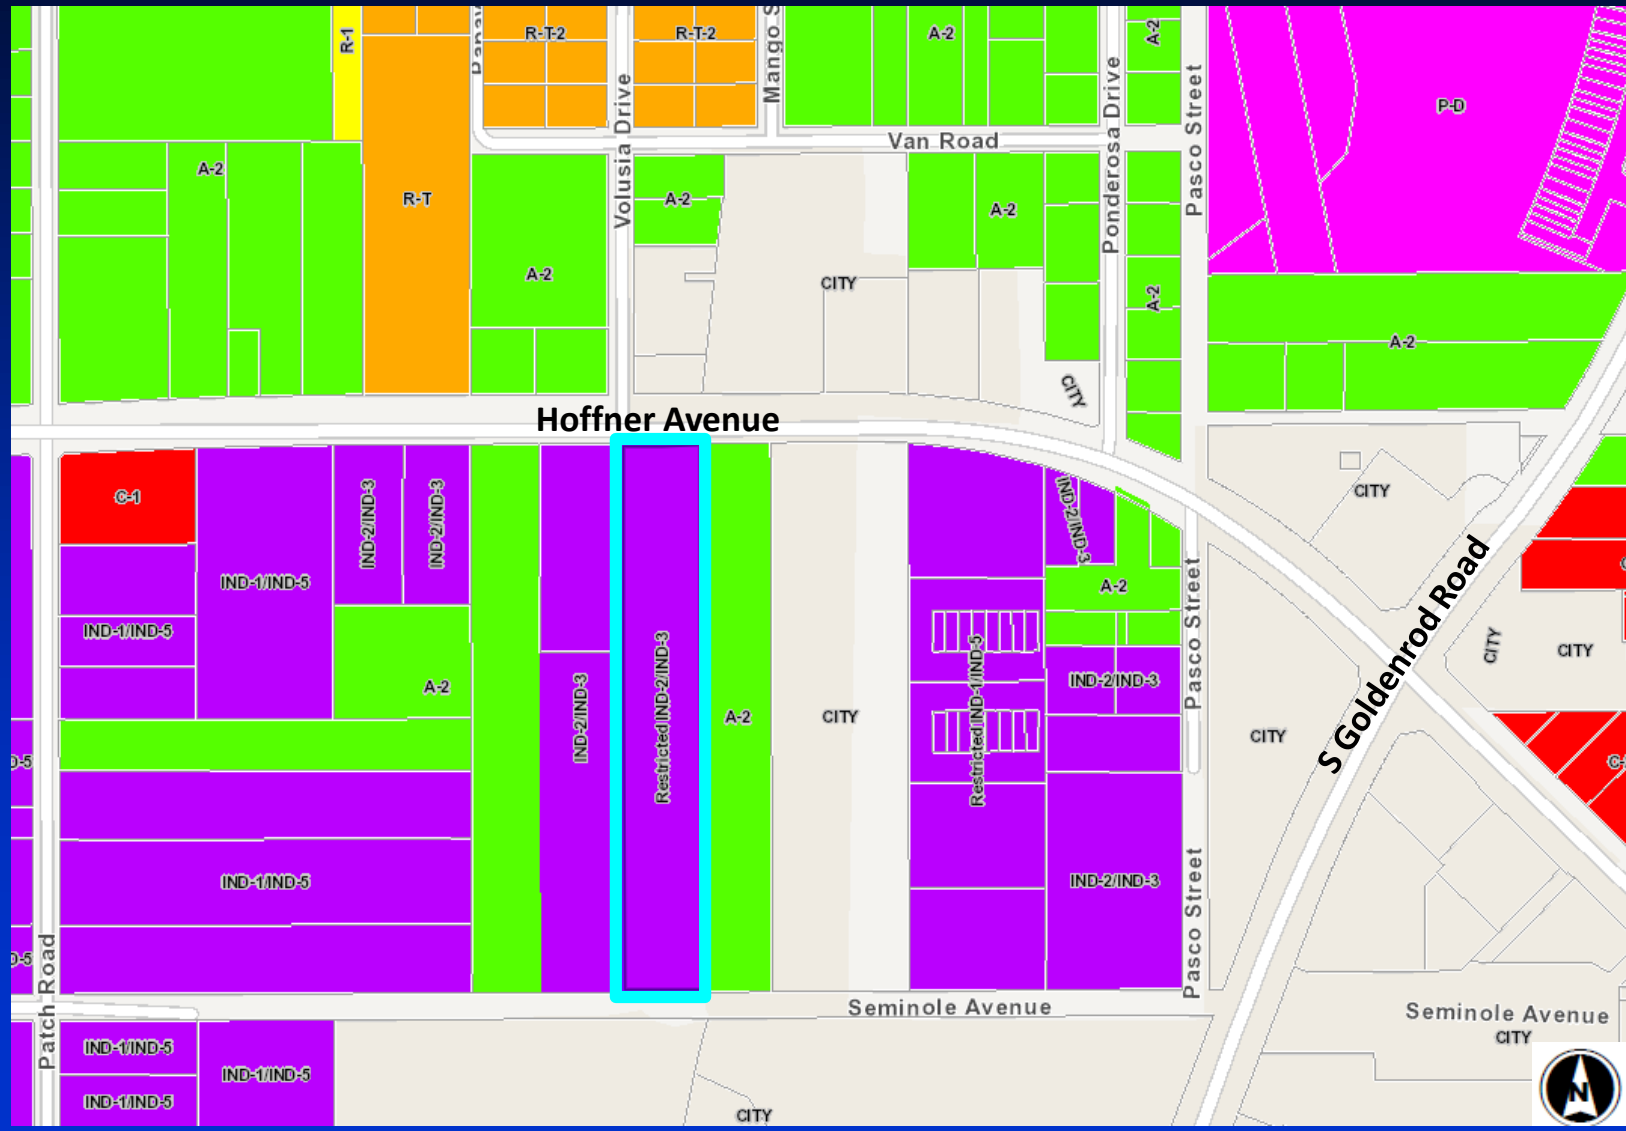 R-1
R-T-2
R-T-2
Mango S
A-2
A-2
P-D
Volusia Drive
Van Road
Ponderosa Drive
Pasco Street
A-2
R-T
A-2
A-2
A-2
CITY
A-2
A-2
CITY
Hoffner Avenue
C-1
IND-2/IND-3
IND-2/IND-3
IND-2/IND-3
CITY
IND-1/IND-5
A-2
IND-1/IND-5
Pasco Street
S Goldenrod Road
CITY
CITY
A-2
IND-2/IND-3
Restricted IND-2/IND-3
A-2
CITY
Restricted IND-1/IND-5
IND-2/IND-3
CITY
D-5
IND-1/IND-5
IND-2/IND-3
Pasco Street
D-5
Patch Road
Seminole Avenue
Seminole Avenue
CITY
IND-1/IND-5
IND-1/IND-5
IND-1/IND-5
CITY
N